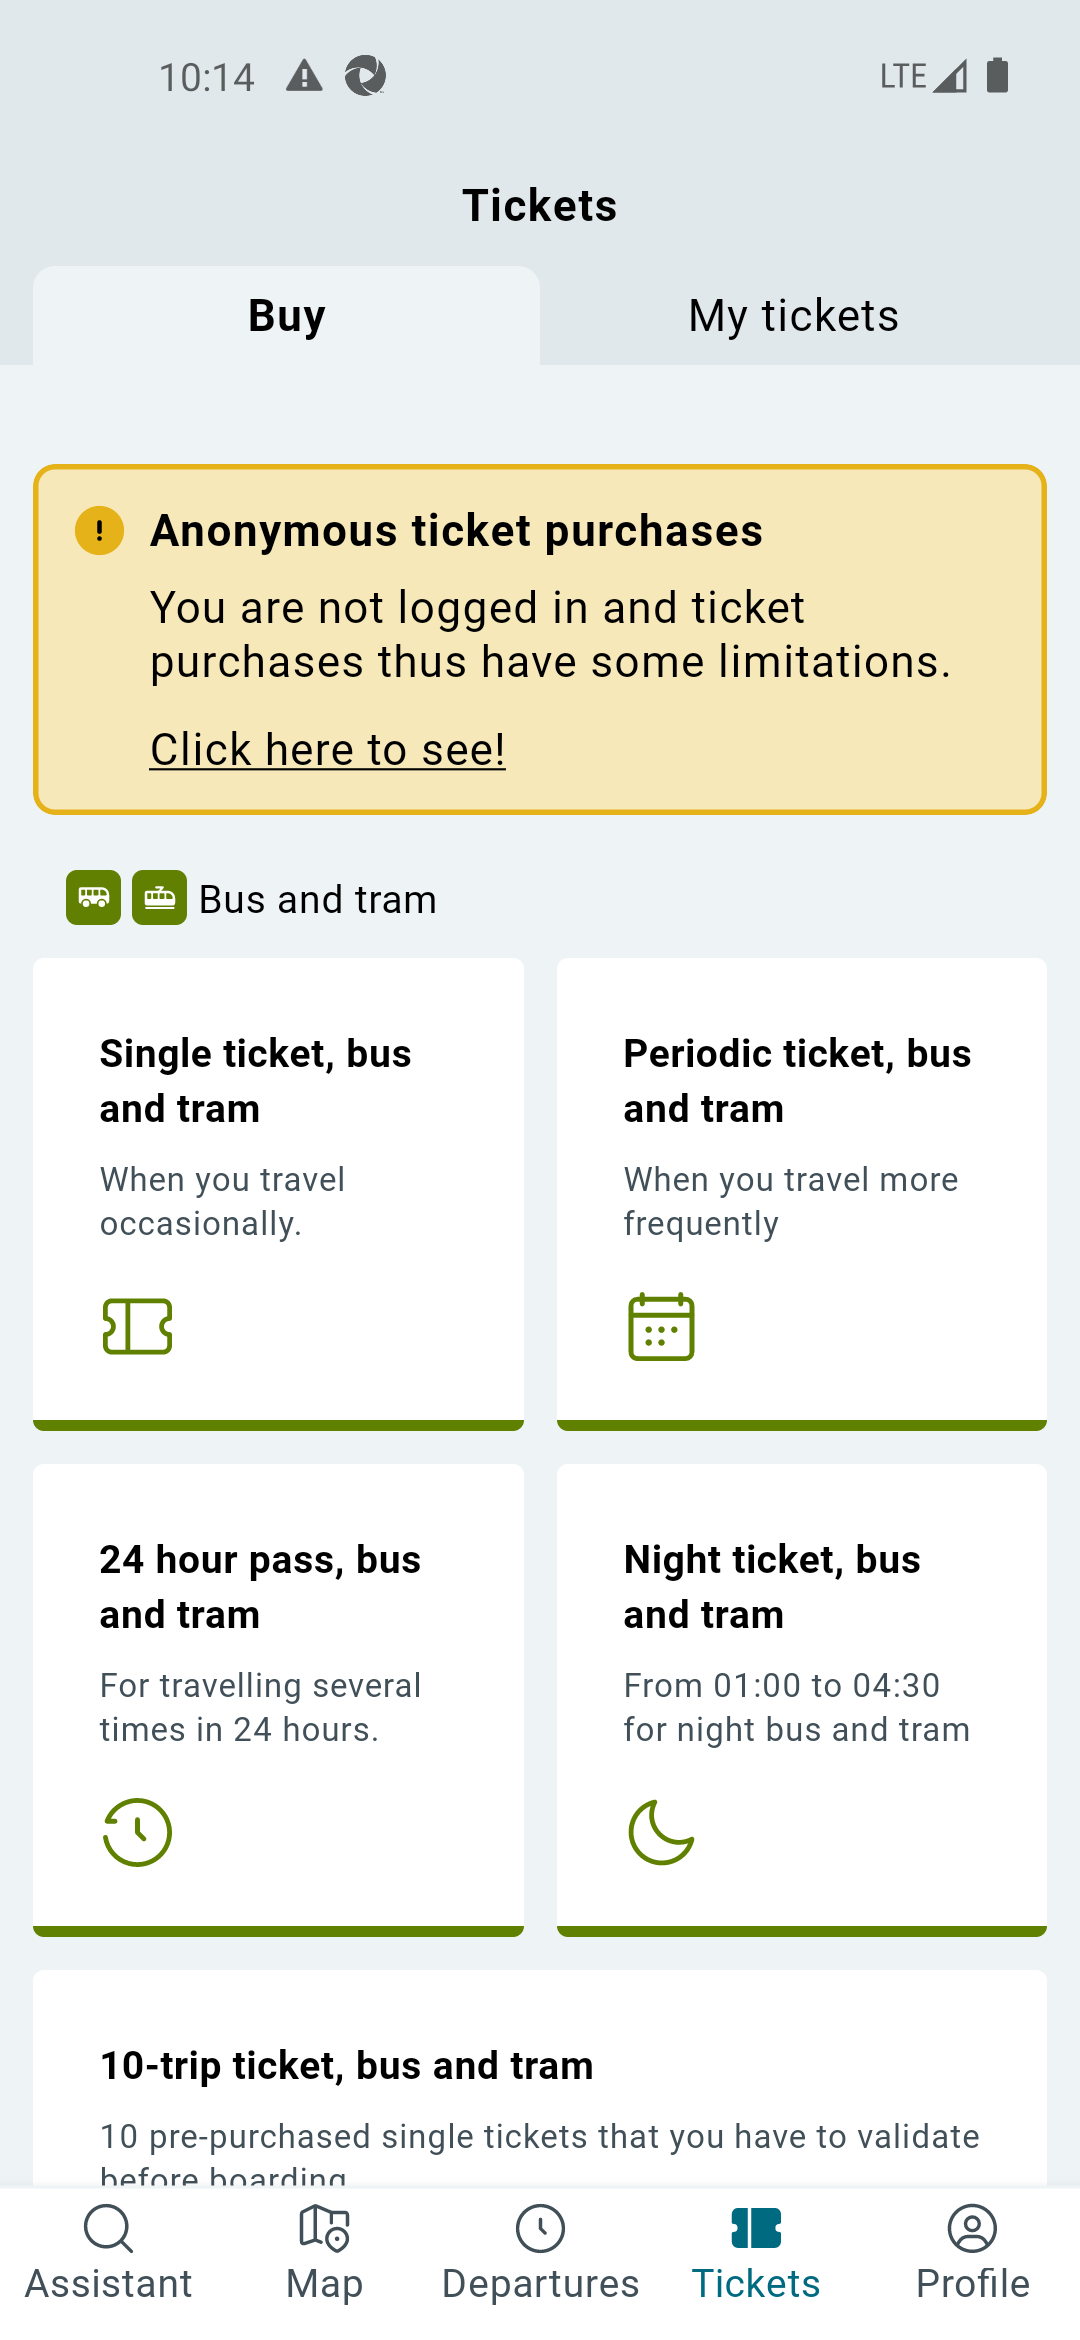 10:14
LTE
Tickets
Buy
My tickets
Anonymous ticket purchases
You are not logged in and ticket
purchases thus have some limitations.
Click here to see!
Bus and tram
Single ticket, bus
and tram
When you travel
occasionally.
Periodic ticket, bus
and tram
When you travel more
frequently
24 hour pass, bus
and tram
For travelling several
times in 24 hours.
Night ticket, bus
and tram
From 01:00 to 04:30
for night bus and tram
10-trip ticket, bus and tram
10 pre-purchased single tickets that you have to validate
before boarding
Assistant
Map
Departures
Tickets
Profile